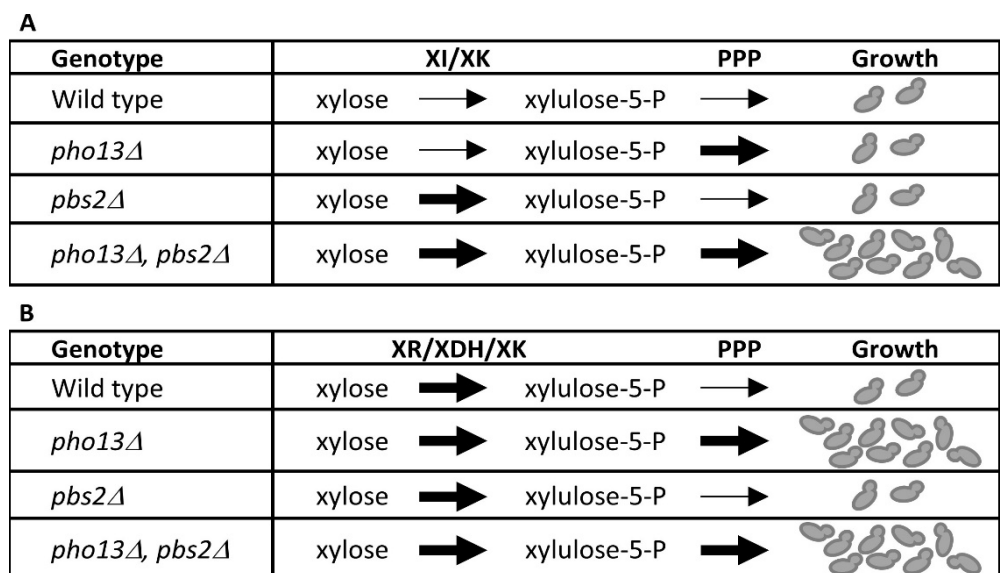 A
Genotype XI/XK PPP Growth
Wild type xylose xylulose-5-P
pho13Δ xylose xylulose-5-P
pbs2Δ xylose xylulose-5-P
pho13Δ, pbs2Δ xylose xylulose-5-P
B
Genotype XR/XDH/XK PPP Growth
Wild type xylose xylulose-5-P
pho13Δ xylose xylulose-5-P
pbs2Δ xylose xylulose-5-P
pho13Δ, pbs2Δ xylose xylulose-5-P